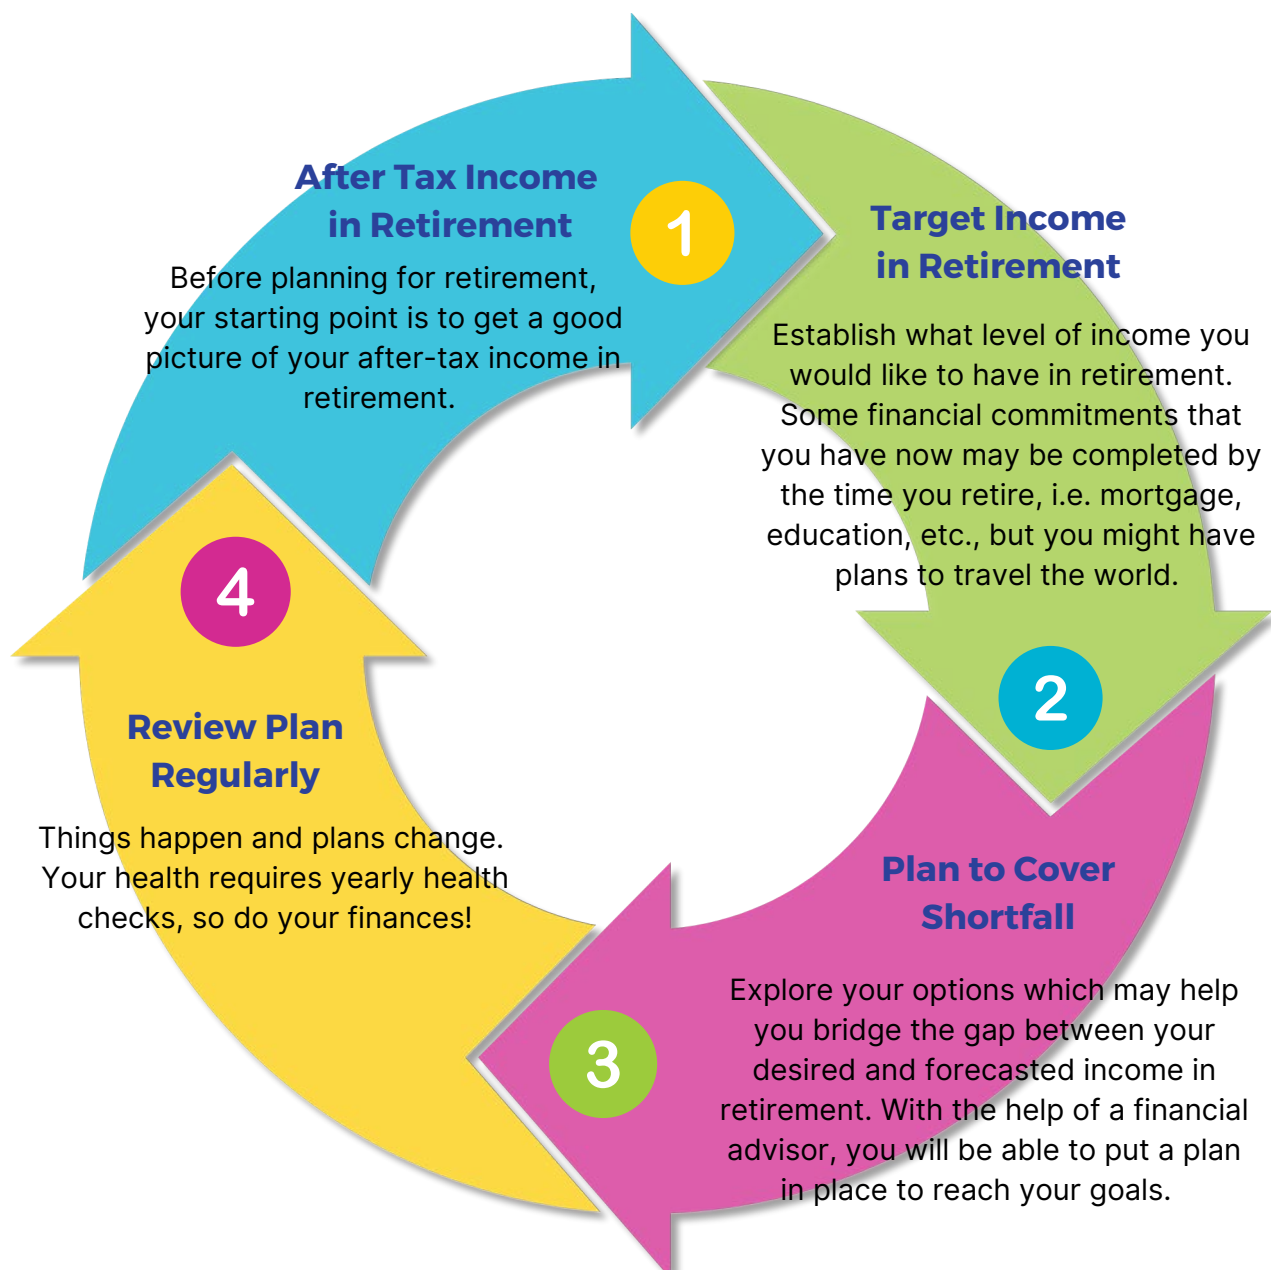 After Tax Income
in Retirement
1
Before planning for retirement,
your starting point is to get a good
picture of your after-tax income in
retirement.
Target Income
in Retirement
Establish what level of income you
would like to have in retirement.
Some financial commitments that
you have now may be completed by
the time you retire, i.e. mortgage,
education, etc., but you might have
plans to travel the world.
2
Plan to Cover
Shortfall
Explore your options which may help
you bridge the gap between your
desired and forecasted income in
retirement. With the help of a financial
advisor, you will be able to put a plan
in place to reach your goals.
3
4
Review Plan
Regularly
Things happen and plans change.
Your health requires yearly health
checks, so do your finances!